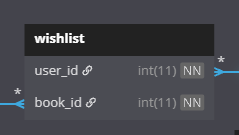 wishlist
user_id int(11) NN *
* book_id int(11) NN